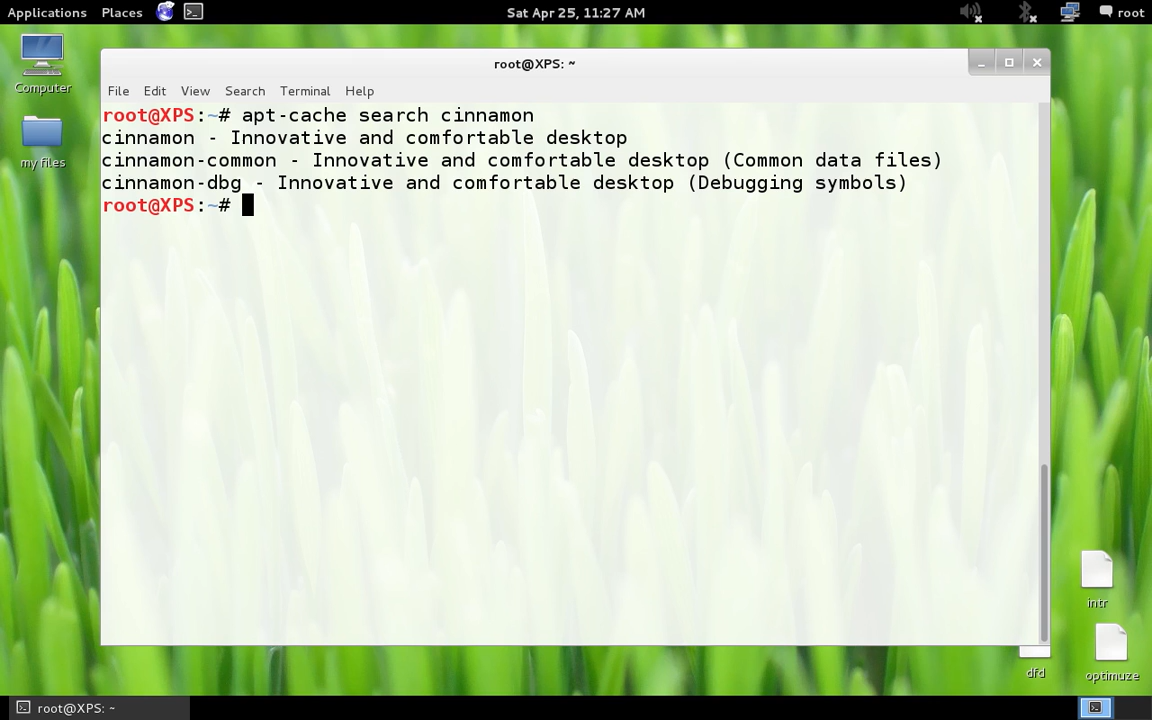 Applications Places Sat Apr 25, 11:27 AM root
Computer
my files
root@XPS: ~
File Edit View Search Terminal Help
root@XPS:~# apt-cache search cinnamon
cinnamon - Innovative and comfortable desktop
cinnamon-common - Innovative and comfortable desktop (Common data files)
cinnamon-dbg - Innovative and comfortable desktop (Debugging symbols)
root@XPS:~#
intr
dfd
optimuze
root@XPS: ~